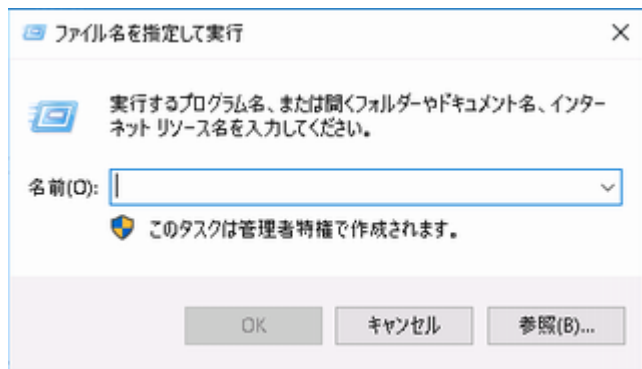 ファイル名を指定して実行
実行するプログラム名、または開くフォルダーやドキュメント名、インター
ネット リソース名を入力してください。
名前(O):
このタスクは管理者特権で作成されます。
OK キャンセル 参照(B)...